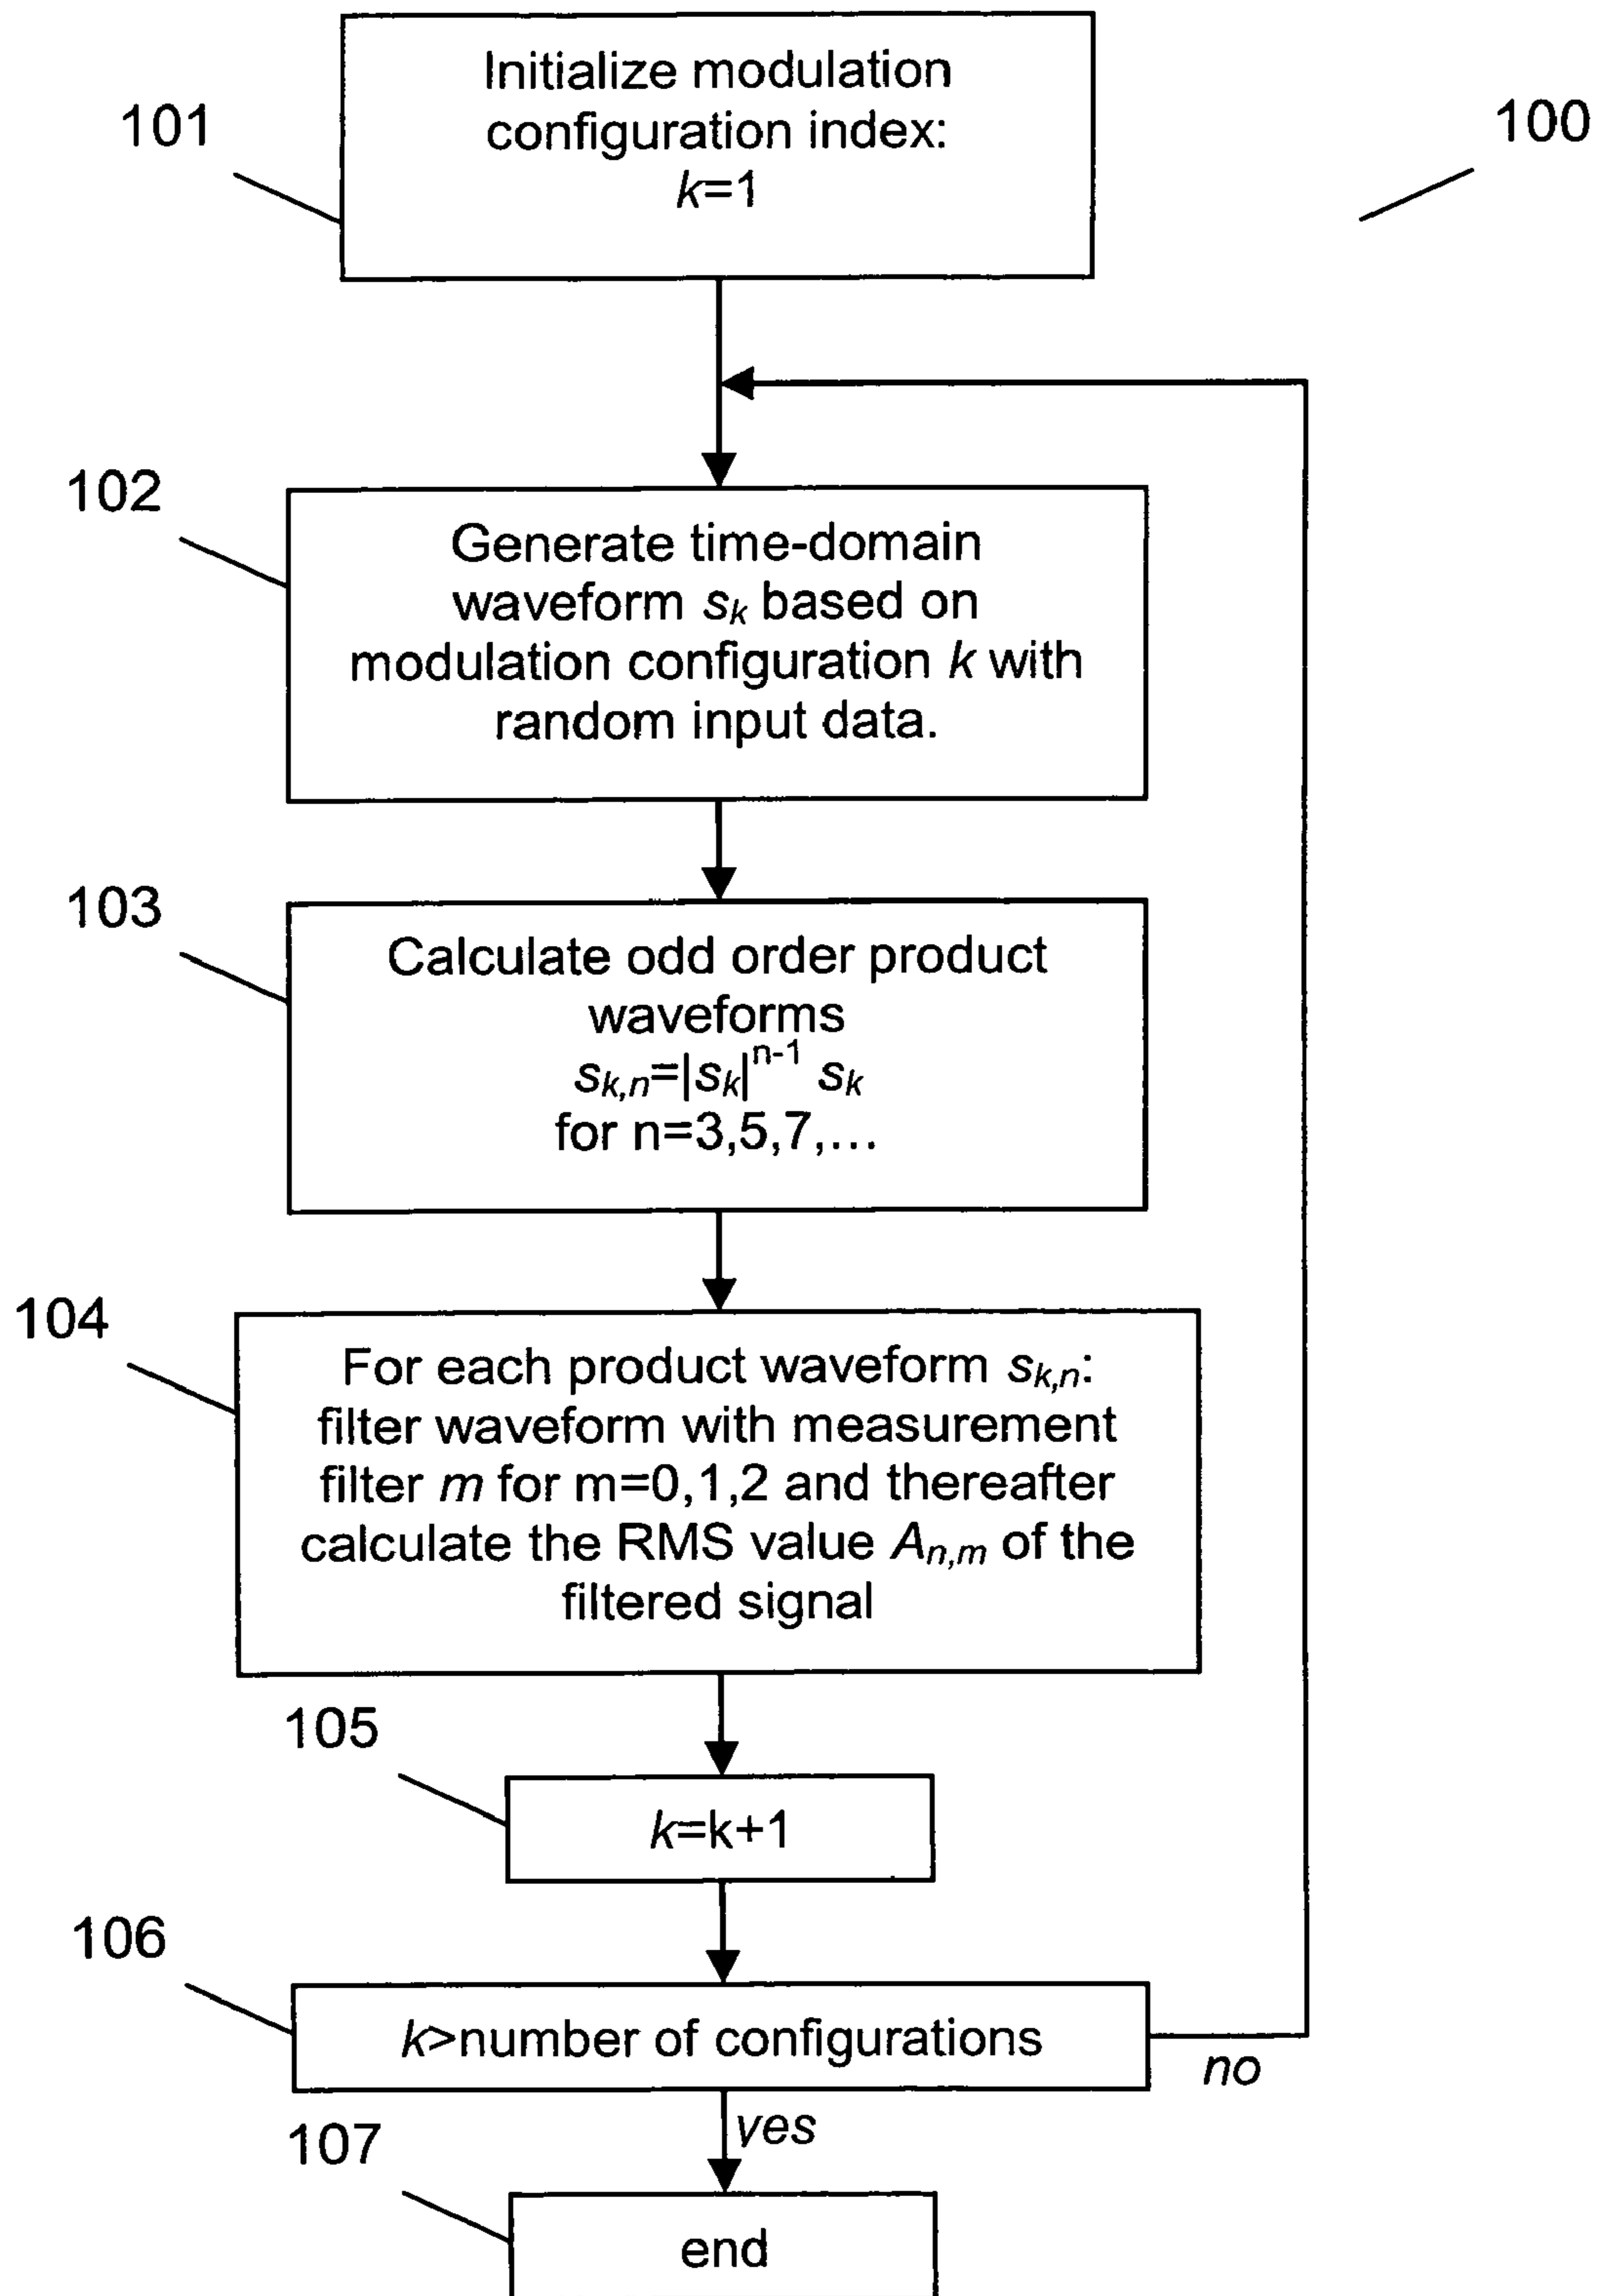 Initialize modulation
configuration index:
k=1
101
100
102
Generate time-domain
waveform sk based on
modulation configuration k with
random input data.
103
Calculate odd order product
waveforms
sk,n=|sk|^n-1 sk
for n=3,5,7,...
104
For each product waveform sk,n:
filter waveform with measurement
filter m for m=0,1,2 and thereafter
calculate the RMS value An,m of the
filtered signal
105
k=k+1
106
k>number of configurations
no
yes
107
end